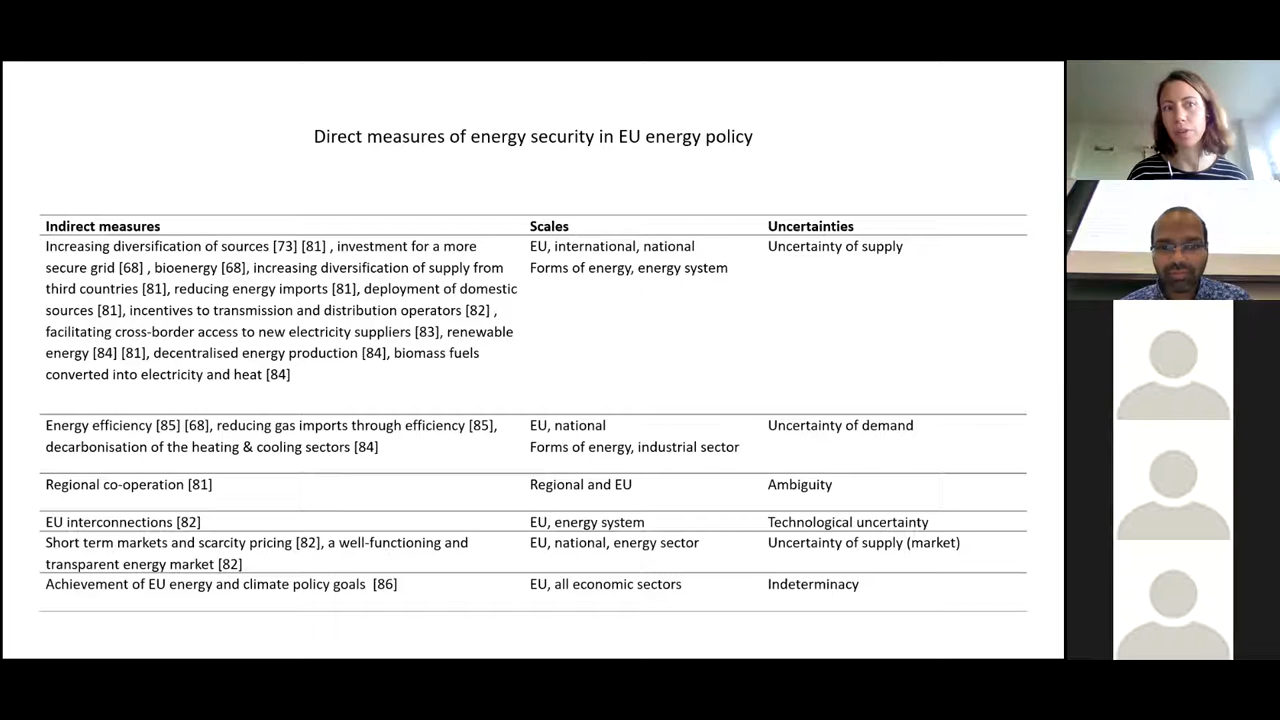 Direct measures of energy security in EU energy policy
Indirect measures Scales Uncertainties
Increasing diversification of sources [73] [81] , investment for a more EU, international, national Uncertainty of supply
secure grid [68] , bioenergy [68], increasing diversification of supply from Forms of energy, energy system
third countries [81], reducing energy imports [81], deployment of domestic
sources [81], incentives to transmission and distribution operators [82] ,
facilitating cross-border access to new electricity suppliers [83], renewable
energy [84] [81], decentralised energy production [84], biomass fuels
converted into electricity and heat [84]
Energy efficiency [85] [68], reducing gas imports through efficiency [85], EU, national Uncertainty of demand
decarbonisation of the heating & cooling sectors [84] Forms of energy, industrial sector
Regional co-operation [81] Regional and EU Ambiguity
EU interconnections [82] EU, energy system Technological uncertainty
Short term markets and scarcity pricing [82], a well-functioning and EU, national, energy sector Uncertainty of supply (market)
transparent energy market [82]
Achievement of EU energy and climate policy goals [86] EU, all economic sectors Indeterminacy